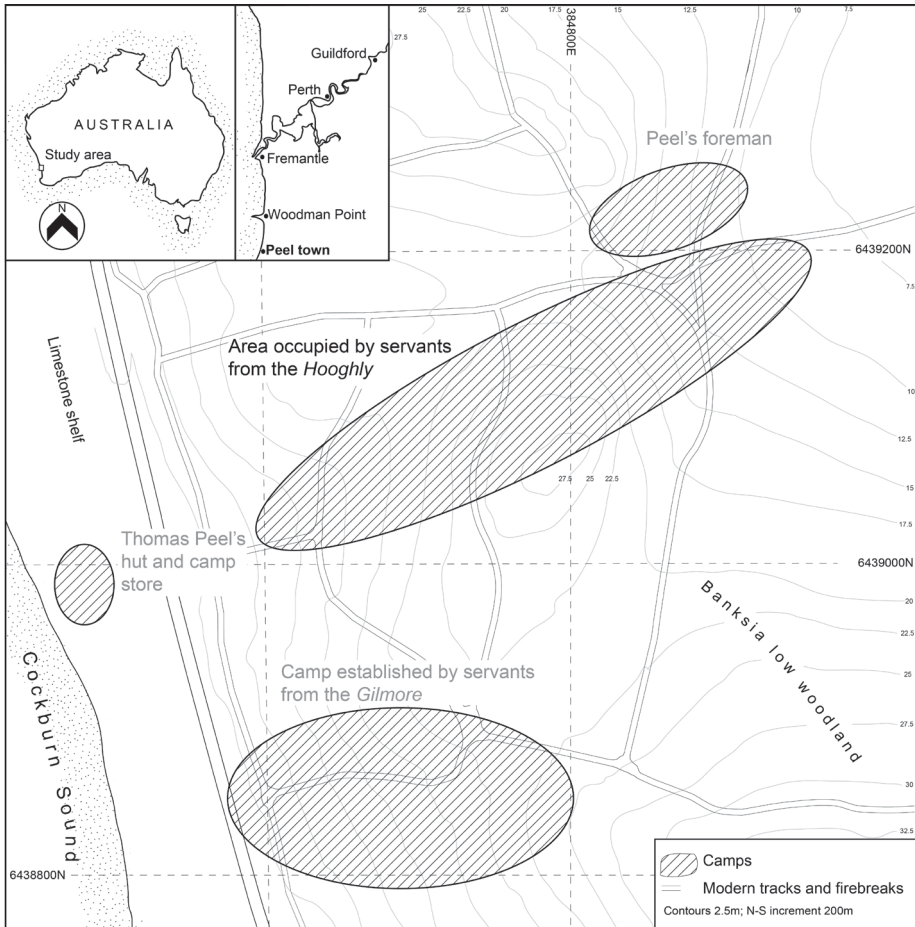 AUSTRALIA
Study area
N
Guildford
Perth
Fremantle
Woodman Point
Peel town
27.5
25
22.5
20
17.5
15
384800E
12.5
10
7.5
Peel's foreman
6439200N
7.5
Area occupied by servants
from the Hooghly
Limestone shelf
10
12.5
27.5
25
22.5
15
17.5
Thomas Peel's
hut and camp
store
6439000N
20
Banksia low woodland
22.5
25
Camp established by servants
from the Gilmore
27.5
Cockburn Sound
30
32.5
6438800N
Camps
Modern tracks and firebreaks
Contours 2.5m; N-S increment 200m